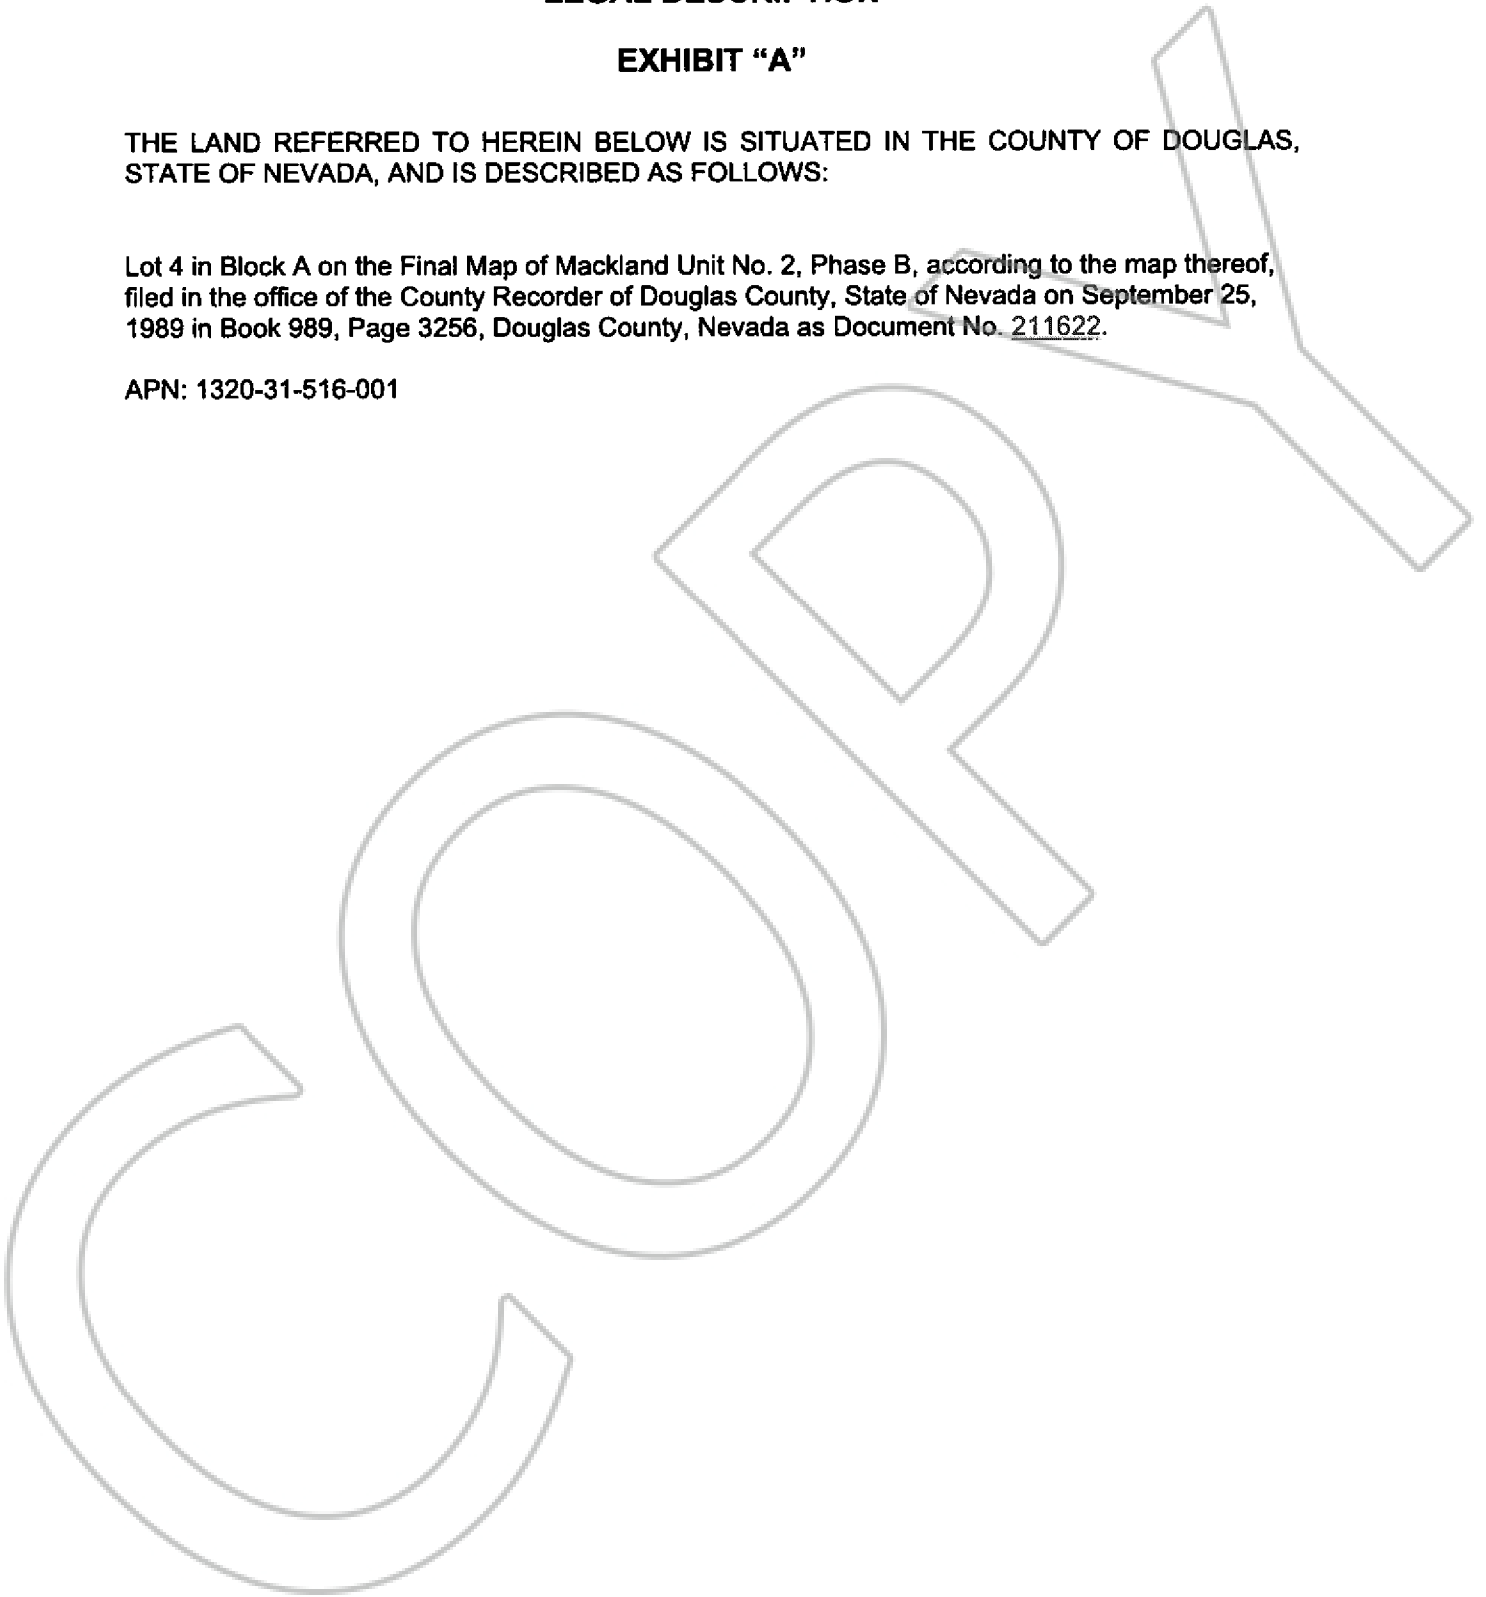 LEGAL DESCRIPTION
EXHIBIT “A”
THE LAND REFERRED TO HEREIN BELOW IS SITUATED IN THE COUNTY OF DOUGLAS,
STATE OF NEVADA, AND IS DESCRIBED AS FOLLOWS:
Lot 4 in Block A on the Final Map of Mackland Unit No. 2, Phase B, according to the map thereof,
filed in the office of the County Recorder of Douglas County, State of Nevada on September 25,
1989 in Book 989, Page 3256, Douglas County, Nevada as Document No. 211622.
APN: 1320-31-516-001
COPY